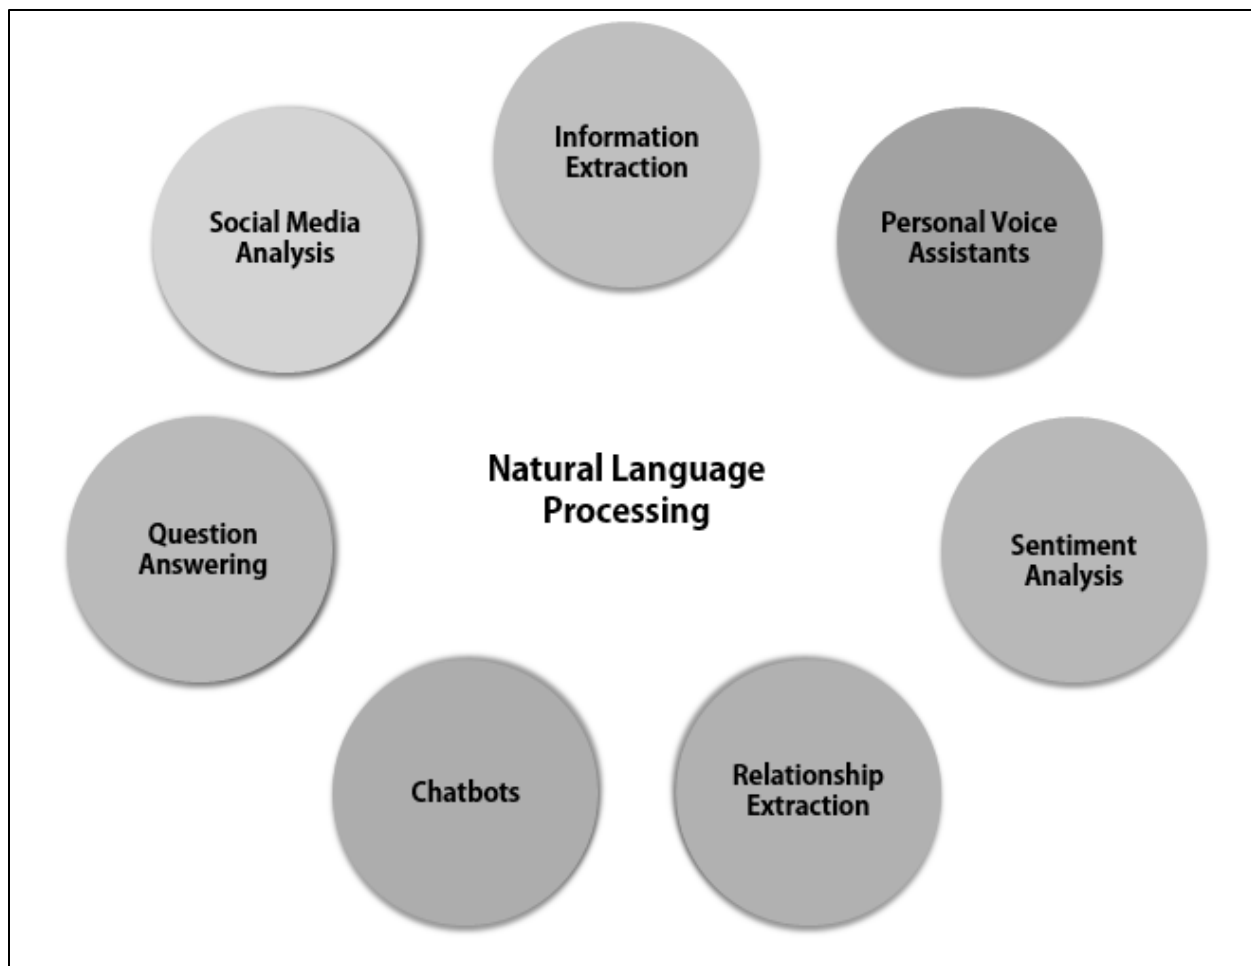 Information
Extraction
Social Media
Analysis
Personal Voice
Assistants
Natural Language
Processing
Question
Answering
Sentiment
Analysis
Chatbots
Relationship
Extraction